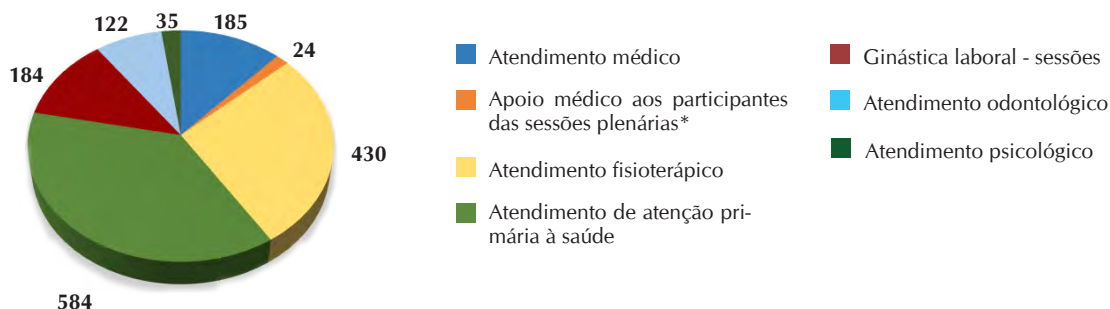 35
185
122
24
184
430
584
Atendimento médico
Apoio médico aos participantes
das sessões plenárias*
Atendimento fisioterápico
Atendimento de atenção pri-
mária à saúde
Ginástica laboral - sessões
Atendimento odontológico
Atendimento psicológico